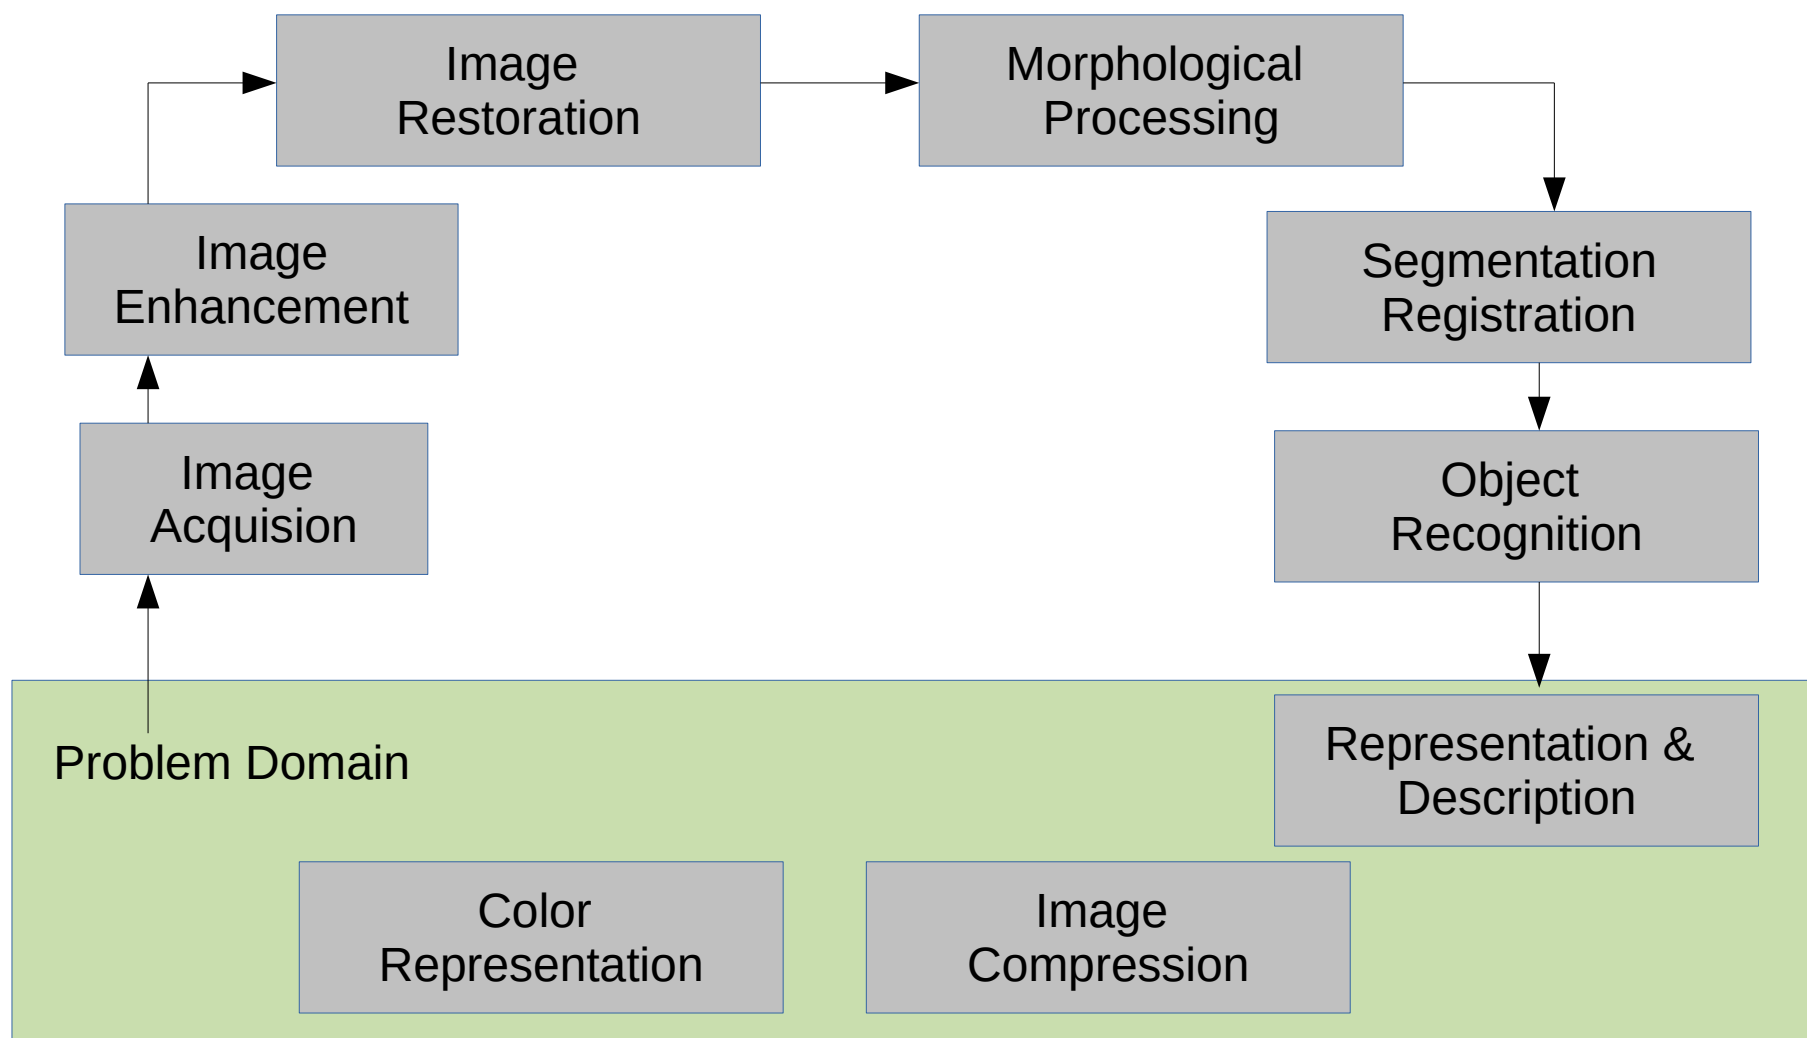 Image
Restoration
Morphological
Processing
Image
Enhancement
Segmentation
Registration
Image
Acquision
Object
Recognition
Problem Domain
Representation &
Description
Color
Representation
Image
Compression